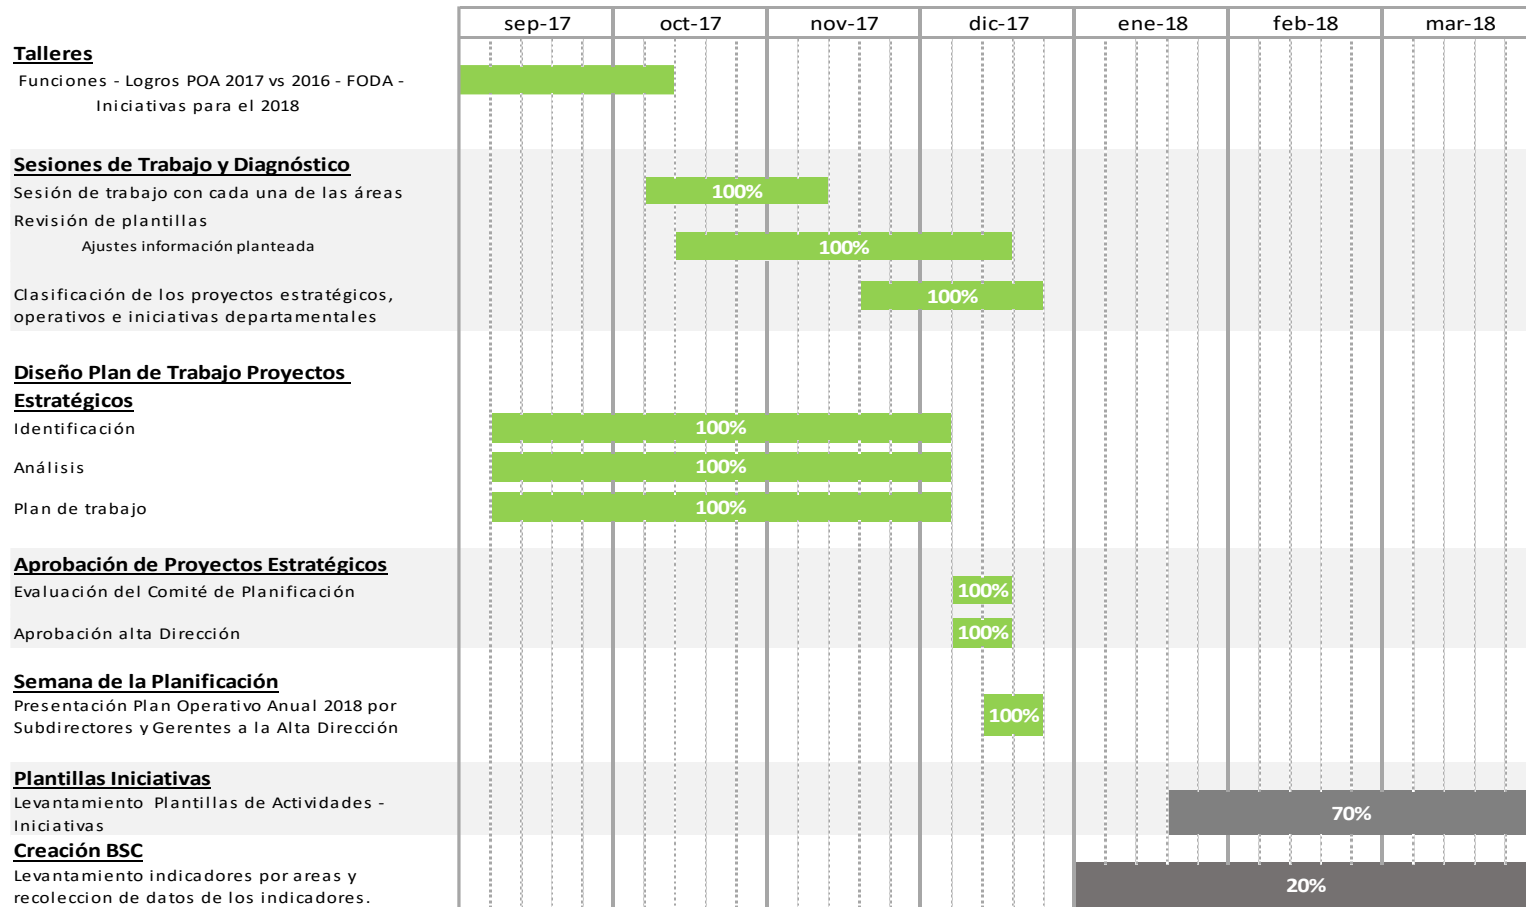 sep-17 oct-17 nov-17 dic-17 ene-18 feb-18 mar-18
Talleres
Funciones - Logros POA 2017 vs 2016 - FODA -
Iniciativas para el 2018
Sesiones de Trabajo y Diagnóstico
Sesión de trabajo con cada una de las áreas 100%
Revisión de plantillas
Ajustes información planteada 100%
Clasificación de los proyectos estratégicos, 100%
operativos e iniciativas departamentales
Diseño Plan de Trabajo Proyectos
Estratégicos
Identificación 100%
Análisis 100%
Plan de trabajo 100%
Aprobación de Proyectos Estratégicos
Evaluación del Comité de Planificación 100%
Aprobación alta Dirección 100%
Semana de la Planificación
Presentación Plan Operativo Anual 2018 por 100%
Subdirectores y Gerentes a la Alta Dirección
Plantillas Iniciativas
Levantamiento Plantillas de Actividades - 70%
Iniciativas
Creación BSC
Levantamiento indicadores por areas y 20%
recoleccion de datos de los indicadores.